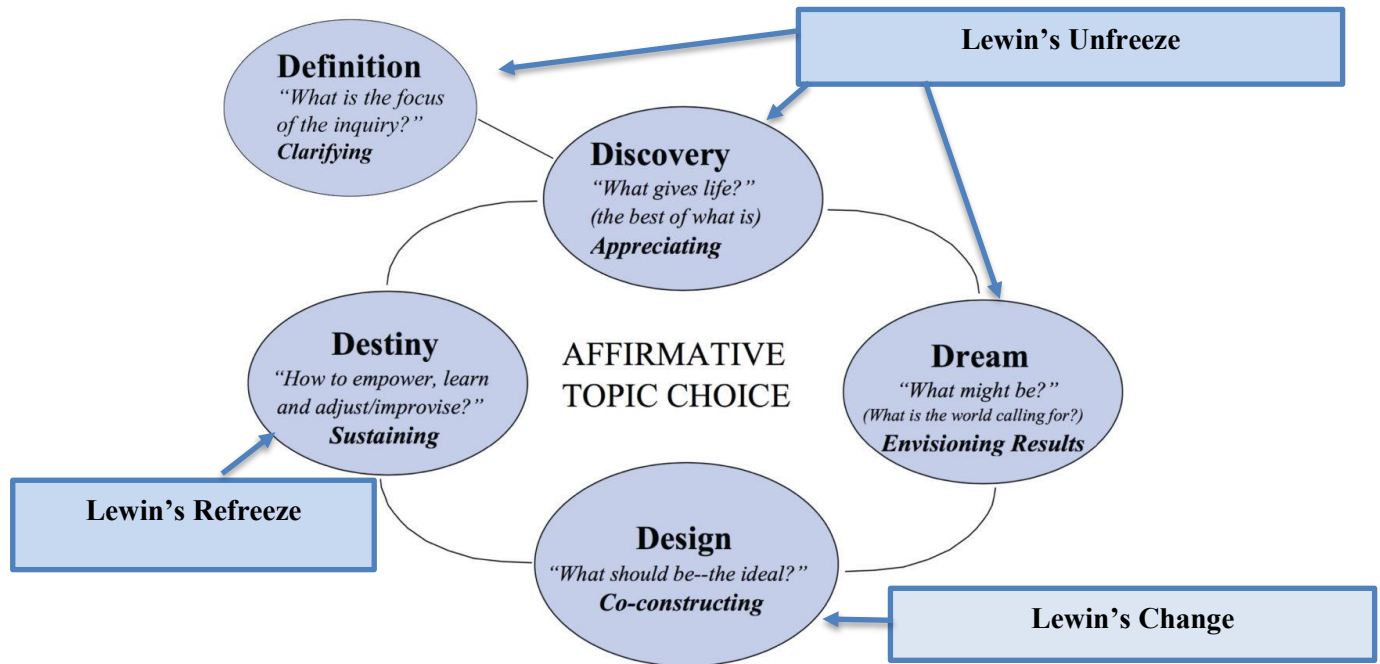 Lewin’s Unfreeze
Definition
“What is the focus
of the inquiry?”
Clarifying
Discovery
“What gives life?”
(the best of what is)
Appreciating
Destiny
“How to empower, learn
and adjust/improvise?”
Sustaining
AFFIRMATIVE
TOPIC CHOICE
Dream
“What might be?”
(What is the world calling for?)
Envisioning Results
Lewin’s Refreeze
Design
“What should be--the ideal?”
Co-constructing
Lewin’s Change